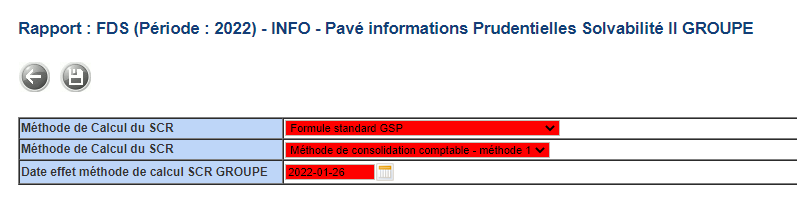 Rapport : FDS (Période : 2022) - INFO - Pavé informations Prudentielles Solvabilité II GROUPE
Méthode de Calcul du SCR Formule standard GSP
Méthode de Calcul du SCR Méthode de consolidation comptable - méthode 1
Date effet méthode de calcul SCR GROUPE 2022-01-26